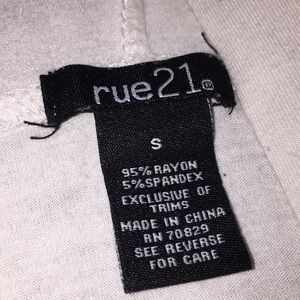 rue21®
S
95% RAYON
5% SPANDEX
EXCLUSIVE OF
TRIMS
MADE IN CHINA
RN 70829
SEE REVERSE
FOR CARE